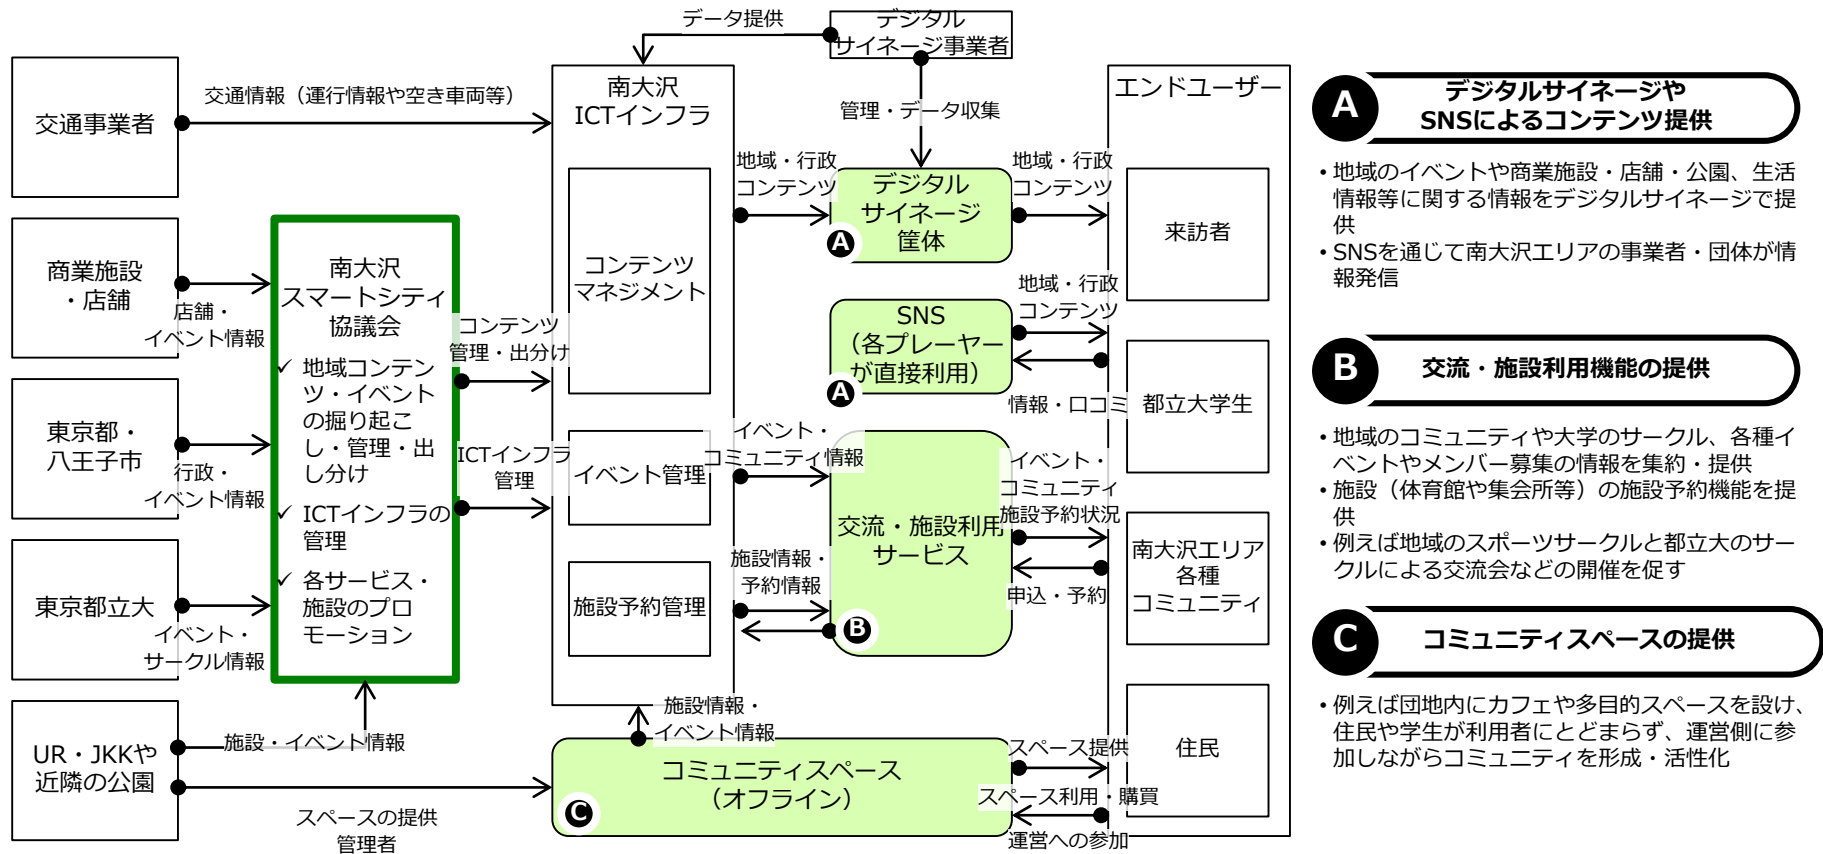 データ提供
デジタル
サイネージ事業者
管理・データ収集
交通事業者
交通情報（運行情報や空き車両等）
商業施設
・店舗
店舗・
イベント情報
東京都・
八王子市
行政・
イベント情報
東京都立大
イベント・
サークル情報
UR・JKKや
近隣の公園
施設・イベント情報
スペースの提供
管理者
南大沢
スマートシティ
協議会
✓ 地域コンテン
ツ・イベント
の掘り起こ
し・管理・出
し分け
✓ ICTインフラの
管理
✓ 各サービス・
施設のプロ
モーション
コンテンツ
管理・出分け
ICTインフラ
管理
南大沢
ICTインフラ
コンテンツ
マネジメント
イベント管理
施設予約管理
地域・行政
コンテンツ
イベント・
コミュニティ情報
施設情報・
予約情報
施設情報・
イベント情報
デジタル
サイネージ
筐体
A
SNS
（各プレーヤー
が直接利用）
A
交流・施設利用
サービス
B
コミュニティスペース
（オフライン）
C
地域・行政
コンテンツ
地域・行政
コンテンツ
情報・口コミ
イベント・
コミュニティ
施設予約状況
申込・予約
スペース提供
スペース利用・購買
運営への参加
エンドユーザー
来訪者
都立大学生
南大沢エリア
各種
コミュニティ
住民
A
デジタルサイネージや
SNSによるコンテンツ提供
• 地域のイベントや商業施設・店舗・公園、生活
情報等に関する情報をデジタルサイネージで提
供
• SNSを通じて南大沢エリアの事業者・団体が情
報発信
B
交流・施設利用機能の提供
• 地域のコミュニティや大学のサークル、各種イ
ベントやメンバー募集の情報を集約・提供
• 施設（体育館や集会所等）の施設予約機能を提
供
• 例えば地域のスポーツサークルと都立大のサー
クルによる交流会などの開催を促す
C
コミュニティスペースの提供
• 例えば団地内にカフェや多目的スペースを設け、
住民や学生が利用者にとどまらず、運営側に参
加しながらコミュニティを形成・活性化